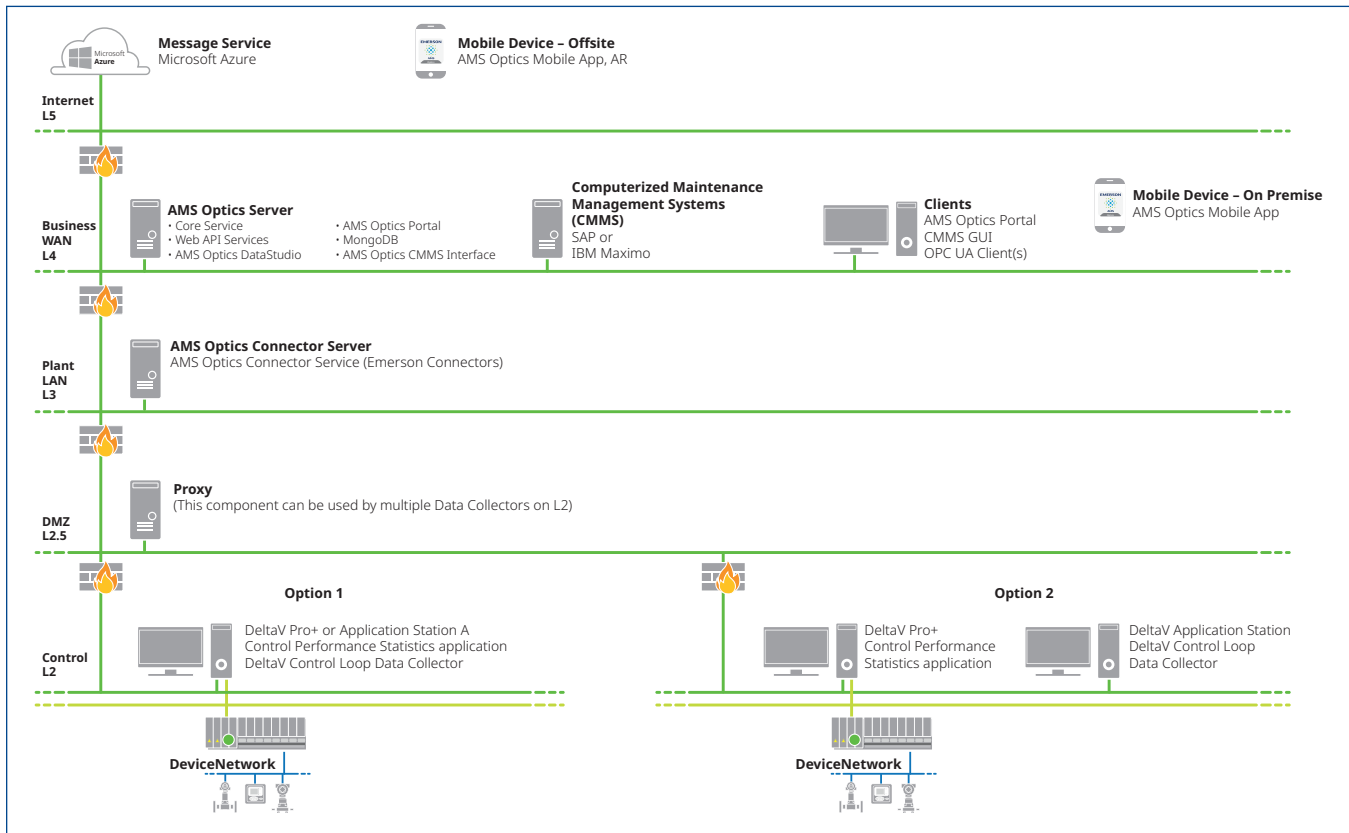 Microsoft
Azure
Message Service
Microsoft Azure
EMERSON
Mobile Device – Offsite
AMS Optics Mobile App, AR
Internet
L5
Business
WAN
L4
AMS Optics Server
• Core Service
• Web API Services
• AMS Optics DataStudio
• AMS Optics Portal
• MongoDB
• AMS Optics CMMS Interface
Computerized Maintenance
Management Systems
(CMMS)
SAP or
IBM Maximo
Clients
AMS Optics Portal
CMMS GUI
OPC UA Client(s)
EMERSON
Mobile Device – On Premise
AMS Optics Mobile App
Plant
LAN
L3
AMS Optics Connector Server
AMS Optics Connector Service (Emerson Connectors)
DMZ
L2.5
Proxy
(This component can be used by multiple Data Collectors on L2)
Control
L2
Option 1
DeltaV Pro+ or Application Station A
Control Performance Statistics application
DeltaV Control Loop Data Collector
DeviceNetwork
Option 2
DeltaV Pro+
Control Performance
Statistics application
DeltaV Application Station
DeltaV Control Loop
Data Collector
DeviceNetwork